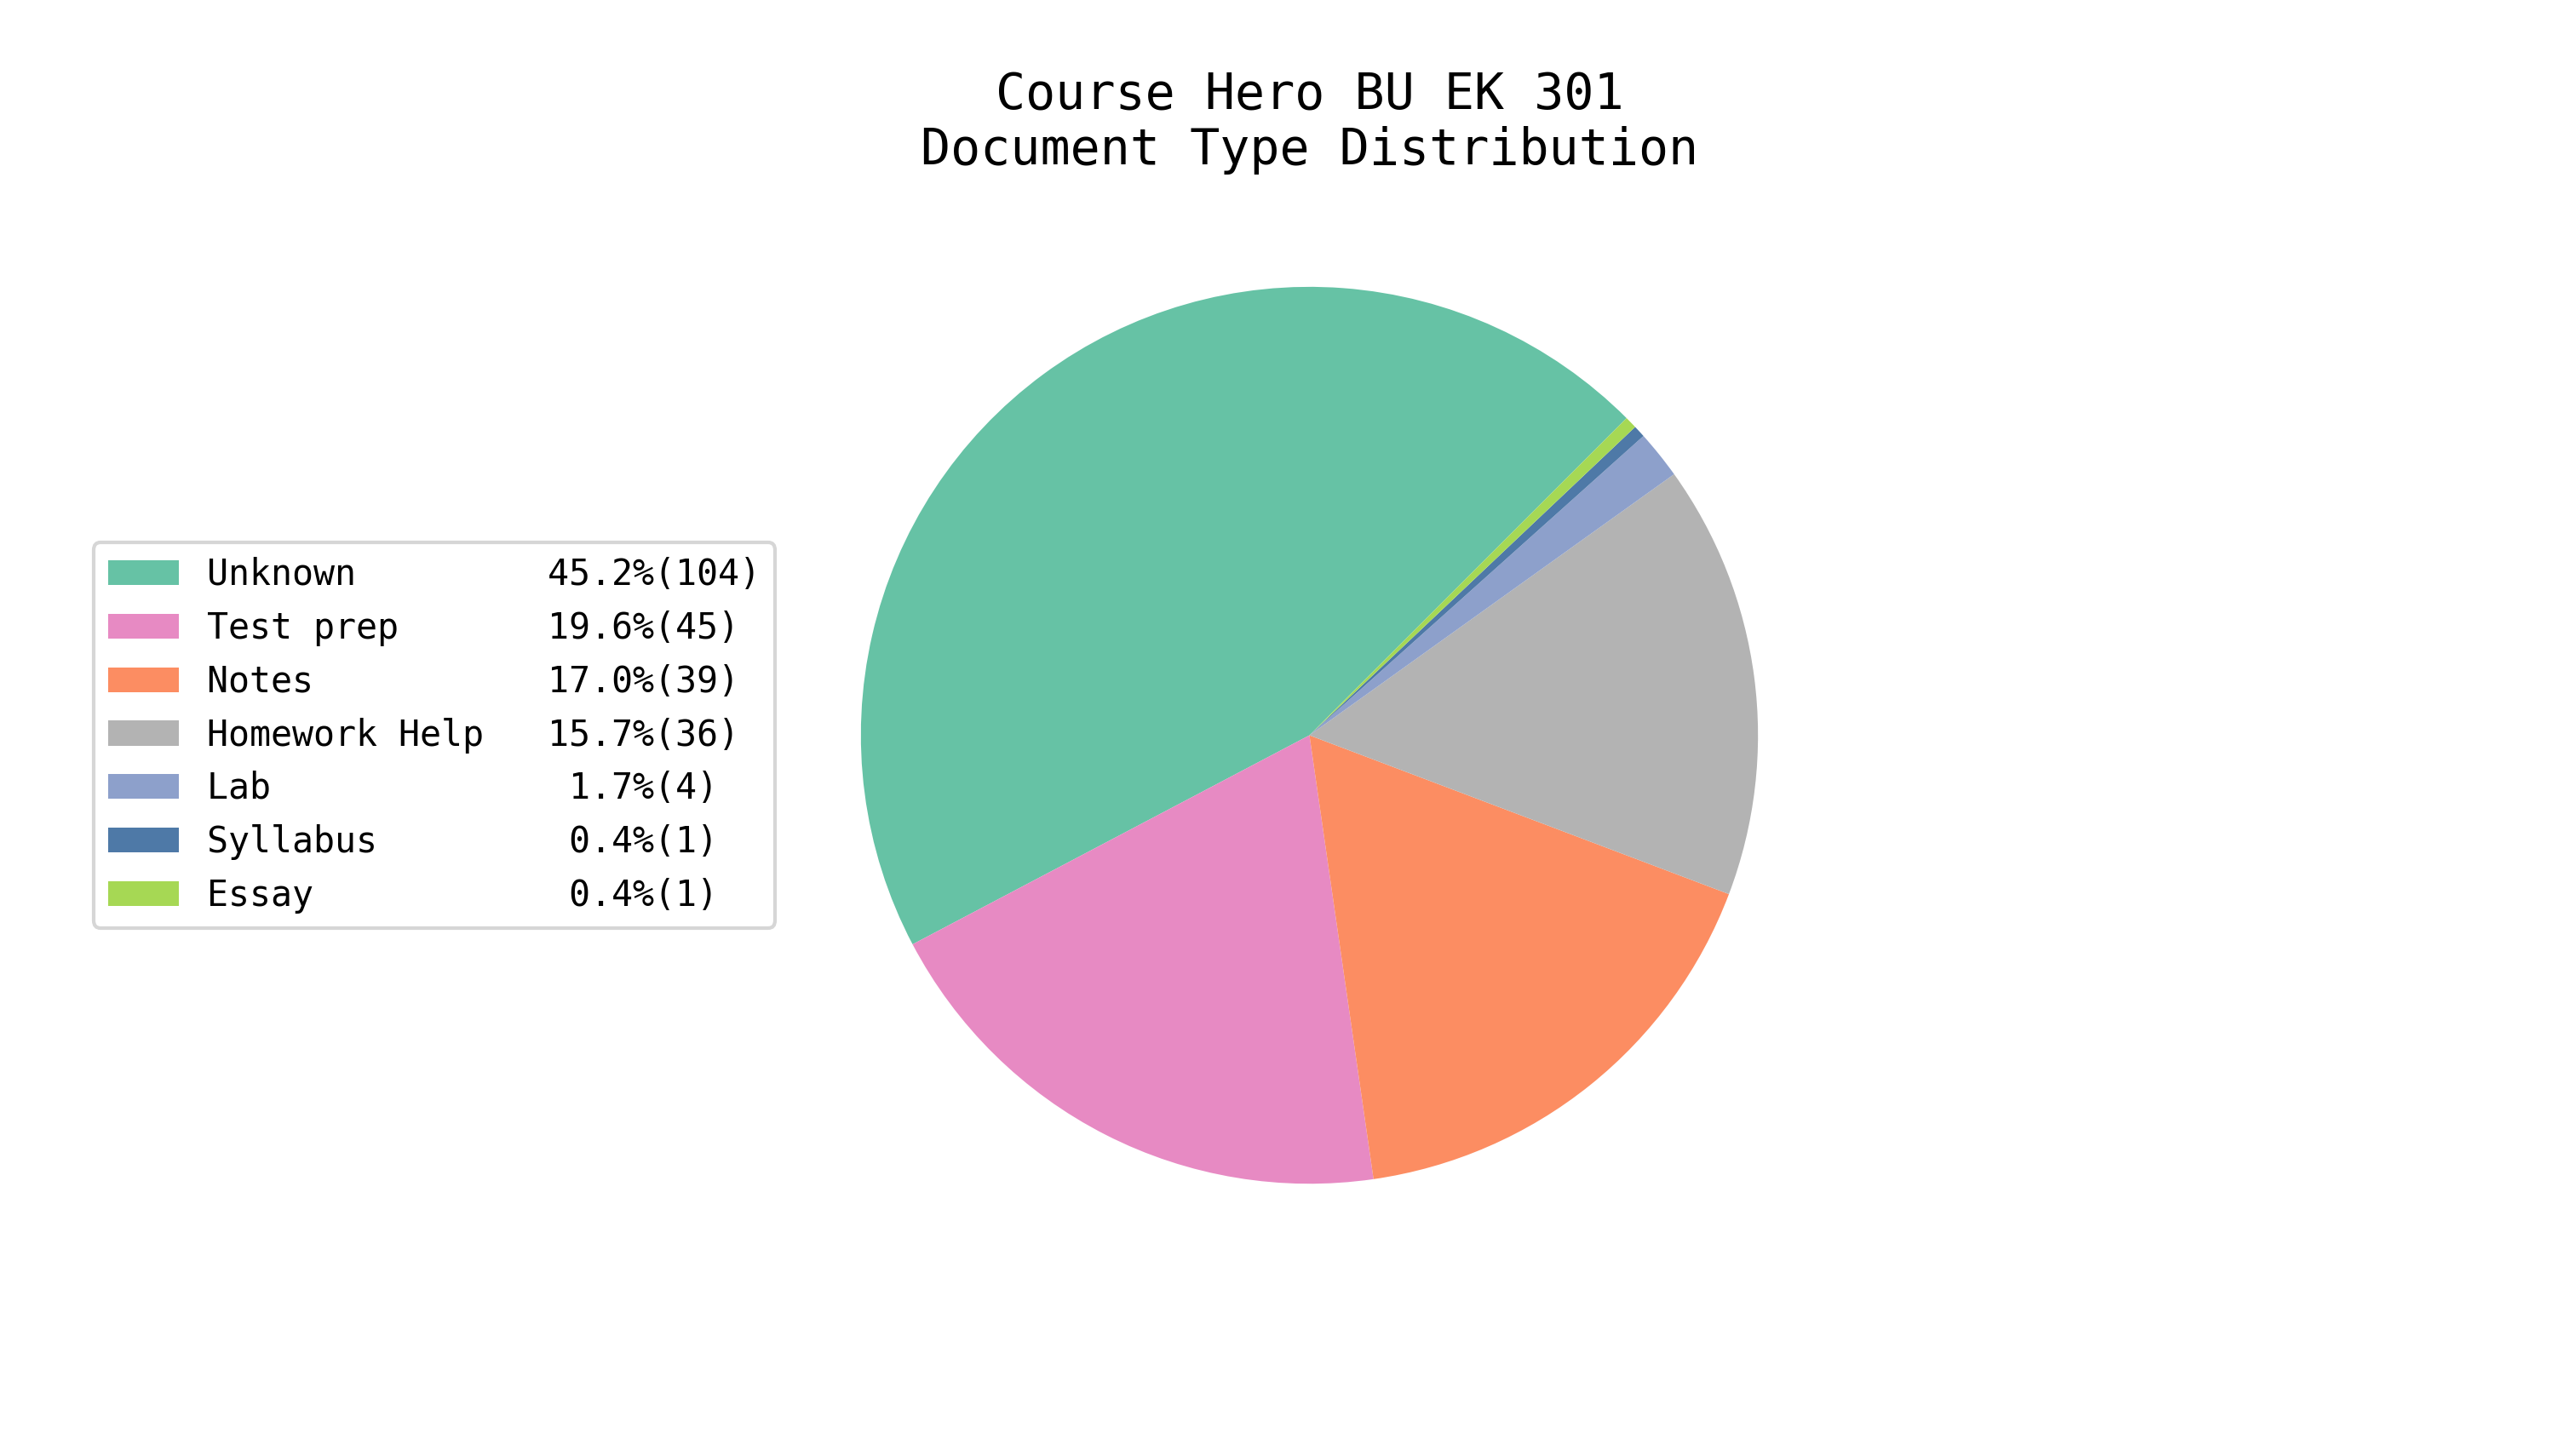 Course Hero BU EK 301
Document Type Distribution
Unknown 45.2%(104)
Test prep 19.6%(45)
Notes 17.0%(39)
Homework Help 15.7%(36)
Lab 1.7%(4)
Syllabus 0.4%(1)
Essay 0.4%(1)